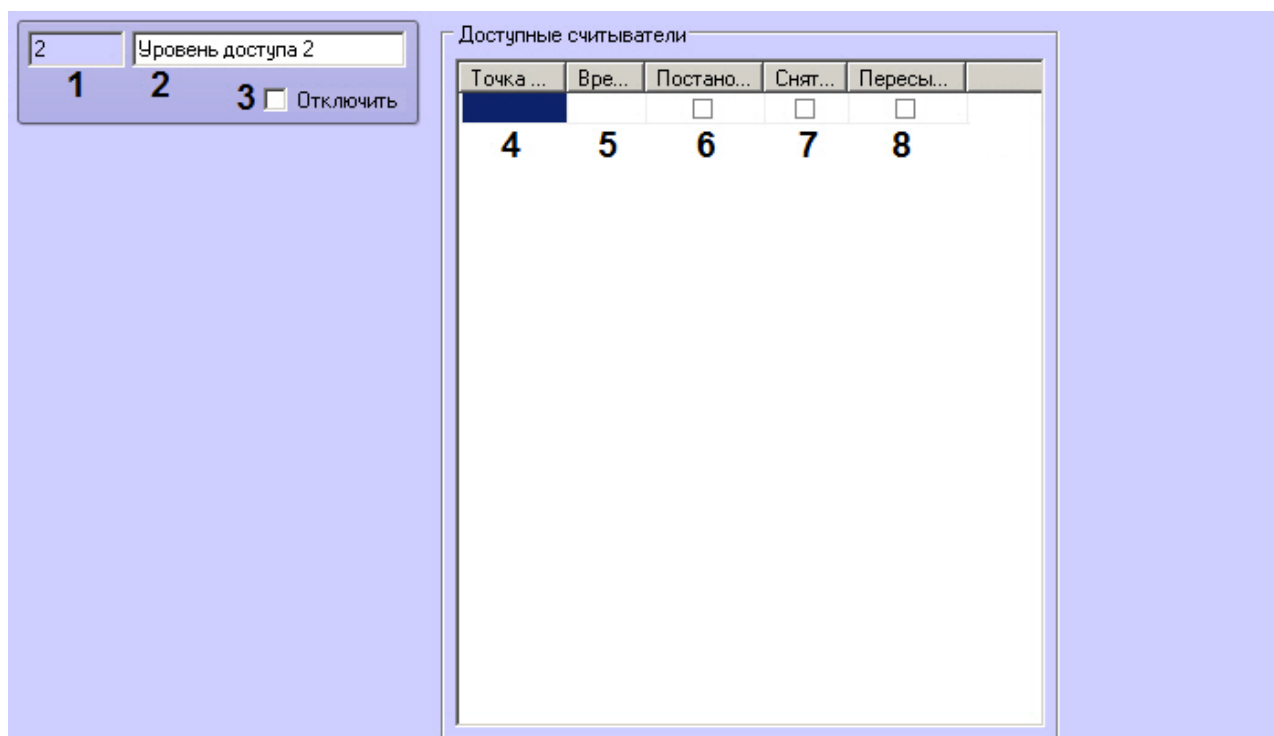 2 Уровень доступа 2
1 2 3 Отключить
Доступные считыватели
Точка ... Вре... Постано... Снят... Пересы...
4 5 6 7 8